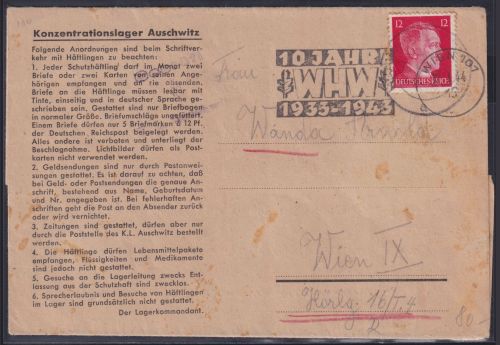 Konzentrationslager Auschwitz
Folgende Anordnungen sind beim Schriftver-
kehr mit Häftlingen zu beachten:
1. Jeder Schutzhäftling darf im Monat zwei
Briefe oder zwei Karten von seinen Ange-
hörigen empfangen und an sie absenden.
Briefe an die Häftlinge müssen lesbar mit
Tinte, einseitig und in deutscher Sprache ge-
schrieben sein. Gestattet sind nur Briefbogen
in normaler Größe. Briefumschläge ungefüttert.
Einem Briefe dürfen nur 5 Briefmarken à 12 Pf.
der Deutschen Reichspost beigelegt werden.
Alles andere ist verboten und unterliegt der
Beschlagnahme. Lichtbilder dürfen als Post-
karten nicht verwendet werden.
2. Geldsendungen sind nur durch Postanwei-
sungen gestattet. Es ist darauf zu achten, daß
bei Geld- oder Postsendungen die genaue An-
schrift, bestehend aus Name, Geburtsdatum
und Nr. angegeben ist. Bei fehlerhaften An-
schriften geht die Post an den Absender zurück
oder wird vernichtet.
3. Zeitungen sind gestattet, dürfen aber nur
durch die Poststelle des K.L. Auschwitz bestellt
werden.
4. Die Häftlinge dürfen Lebensmittelpakete
empfangen, Flüssigkeiten und Medikamente
sind jedoch nicht gestattet.
5. Gesuche an die Lagerleitung zwecks Ent-
lassung aus der Schutzhaft sind zwecklos.
6. Sprecherlaubnis und Besuche von Häftlingen
im Lager sind grundsätzlich nicht gestattet.
Der Lagerkommandant.
10 JAHRE
WHW
1933-1943
WIEN
12 12
DEUTSCHES REICH
Frau
Wanda
Wien IX
Hörlg. 16/T. 4
80.-